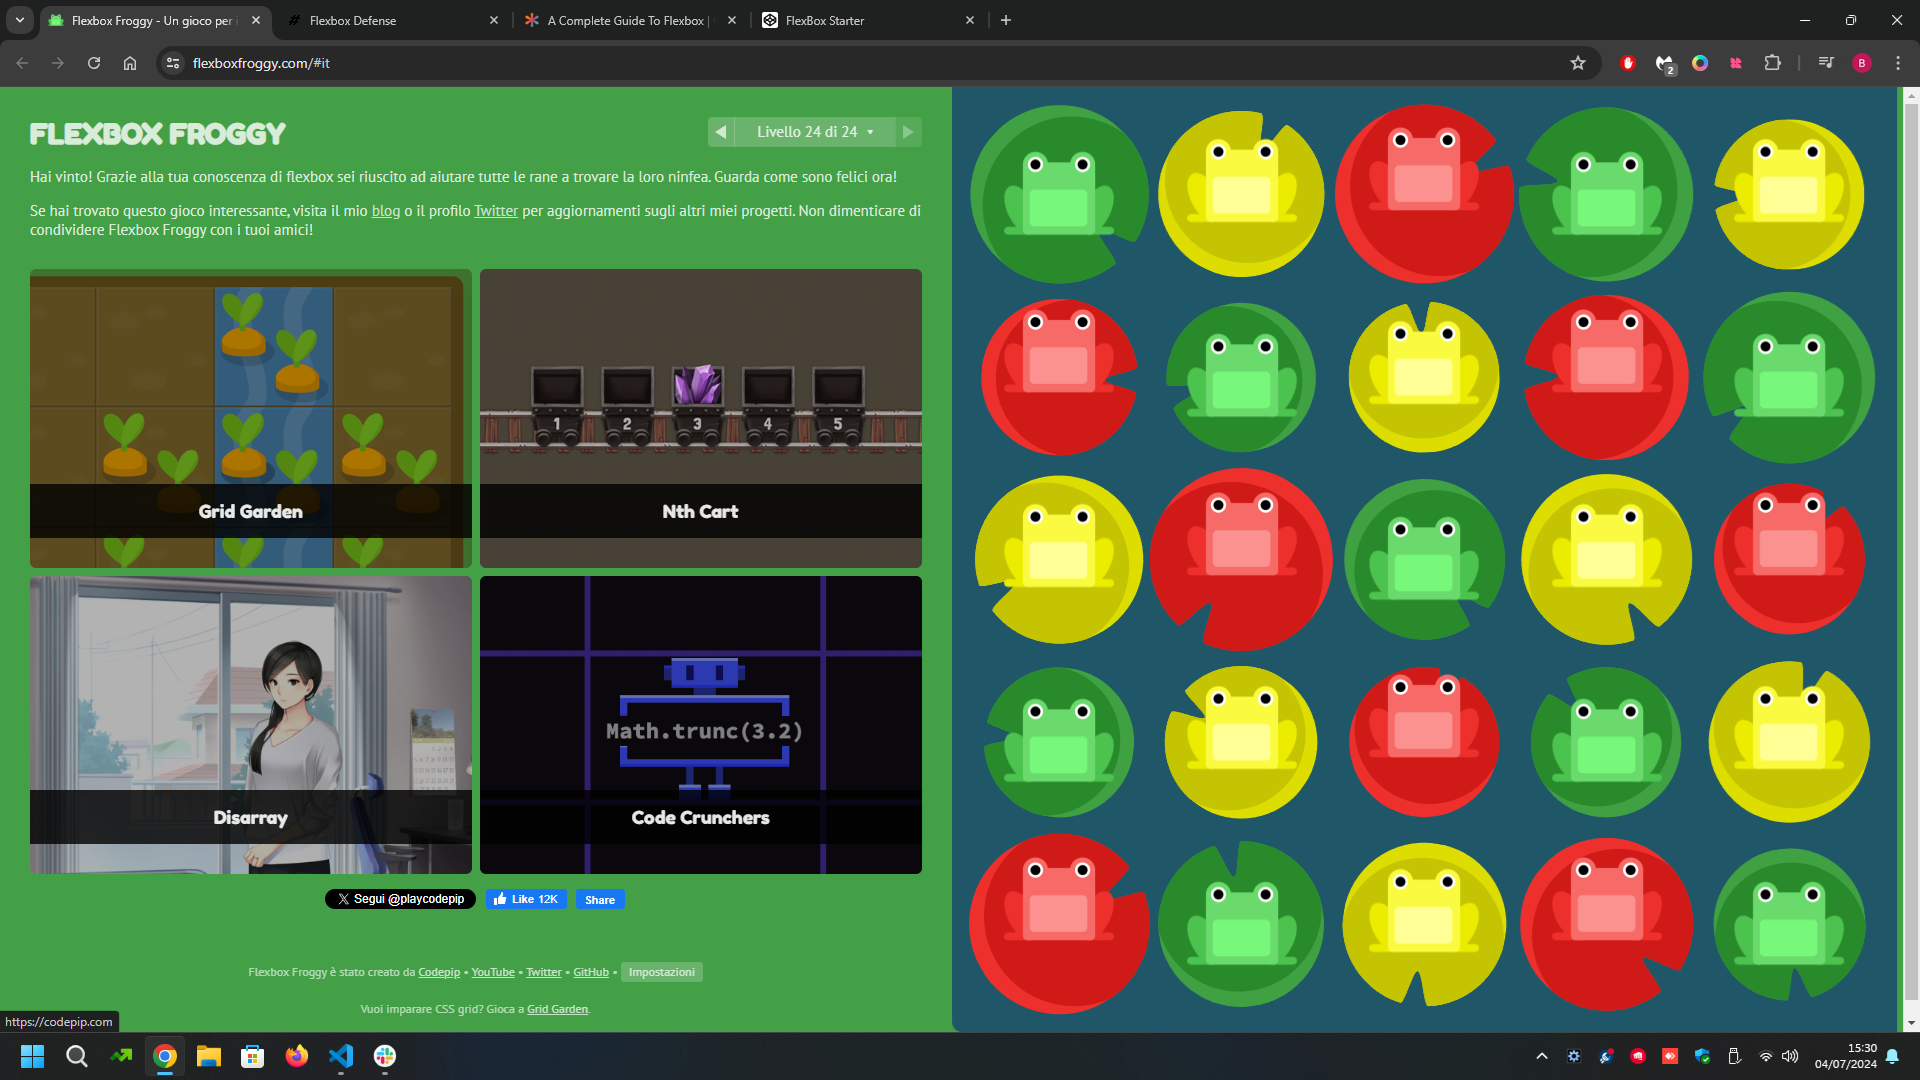 Flexbox Froggy - Un gioco per i
Flexbox Defense
A Complete Guide To Flexbox |
FlexBox Starter
flexboxfroggy.com/#it
2
B
FLEXBOX FROGGY
Livello 24 di 24
Hai vinto! Grazie alla tua conoscenza di flexbox sei riuscito ad aiutare tutte le rane a trovare la loro ninfea. Guarda come sono felici ora!
Se hai trovato questo gioco interessante, visita il mio blog o il profilo Twitter per aggiornamenti sugli altri miei progetti. Non dimenticare di
condividere Flexbox Froggy con i tuoi amici!
1 2 3 4 5
Grid Garden
Nth Cart
Math.trunc(3.2)
Disarray
Code Crunchers
Segui @playcodepip
Like 12K
Share
Flexbox Froggy è stato creato da Codepip • YouTube • Twitter • GitHub • Impostazioni
Vuoi imparare CSS grid? Gioca a Grid Garden.
https://codepip.com
15:30
04/07/2024